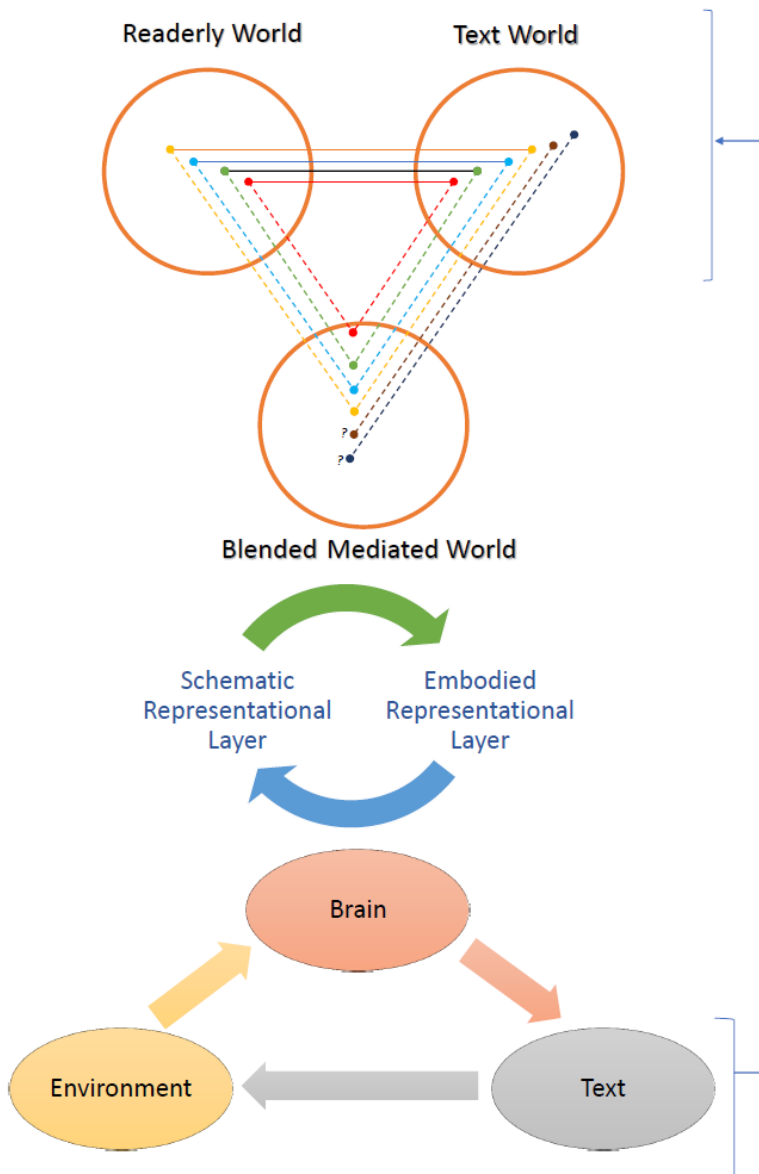 Readerly World
Text World
?
?
Blended Mediated World
Schematic
Representational
Layer
Embodied
Representational
Layer
Brain
Environment
Text